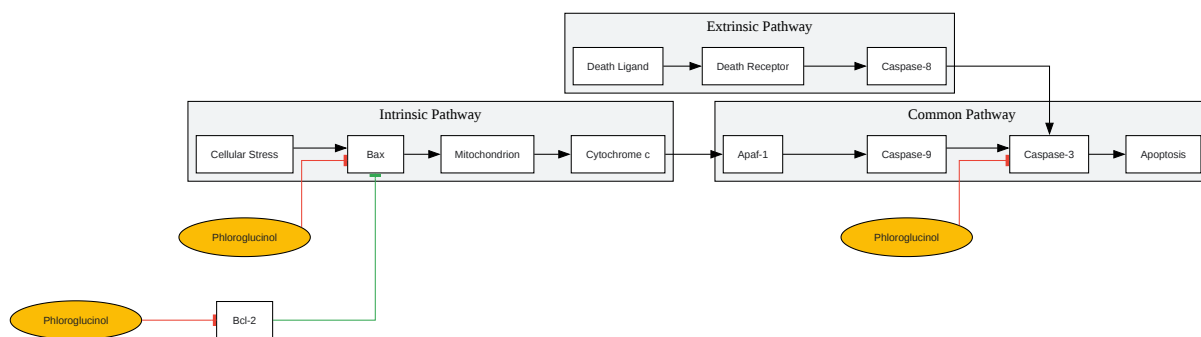 Extrinsic Pathway
Death Ligand
Death Receptor
Caspase-8
Intrinsic Pathway
Cellular Stress
Bax
Mitochondrion
Cytochrome c
Common Pathway
Apaf-1
Caspase-9
Caspase-3
Apoptosis
Phloroglucinol
Phloroglucinol
Phloroglucinol
Bcl-2